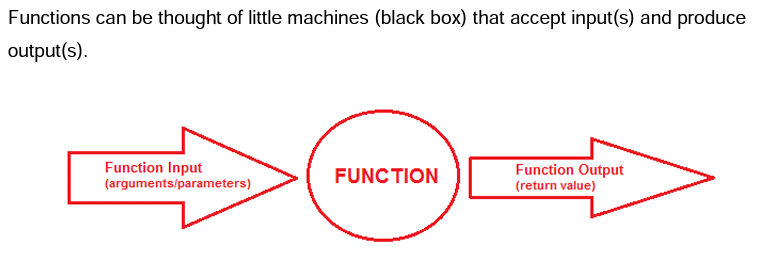 Functions can be thought of little machines (black box) that accept input(s) and produce
output(s).
Function Input
(arguments/parameters)
FUNCTION
Function Output
(return value)